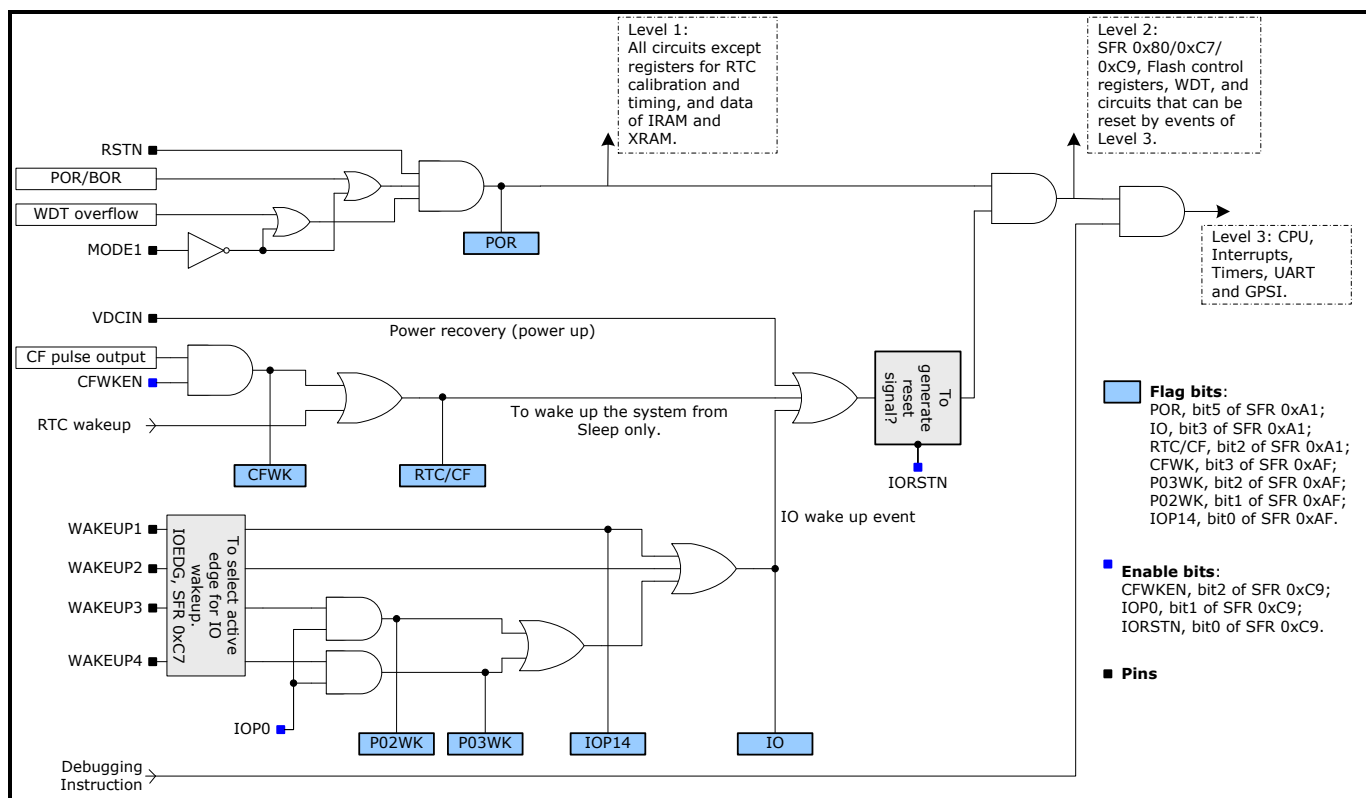 Level 1:
All circuits except
registers for RTC
calibration and
timing, and data
of IRAM and
XRAM.
Level 2:
SFR 0x80/0xC7/
0xC9, Flash control
registers, WDT, and
circuits that can be
reset by events of
Level 3.
RSTN
POR/BOR
WDT overflow
MODE1
POR
Level 3: CPU,
Interrupts,
Timers, UART
and GPSI.
VDCIN
Power recovery (power up)
CF pulse output
CFWKEN
RTC wakeup
To wake up the system from
Sleep only.
CFWK
RTC/CF
To
generate
reset
signal?
IORSTN
Flag bits:
POR, bit5 of SFR 0xA1;
IO, bit3 of SFR 0xA1;
RTC/CF, bit2 of SFR 0xA1;
CFWK, bit3 of SFR 0xAF;
P03WK, bit2 of SFR 0xAF;
P02WK, bit1 of SFR 0xAF;
IOP14, bit0 of SFR 0xAF.
WAKEUP1
WAKEUP2
WAKEUP3
WAKEUP4
To select active
edge for IO
wakeup.
IOEDG, SFR 0xC7
IO wake up event
Enable bits:
CFWKEN, bit2 of SFR 0xC9;
IOP0, bit1 of SFR 0xC9;
IORSTN, bit0 of SFR 0xC9.
Pins
IOP0
P02WK
P03WK
IOP14
IO
Debugging
Instruction